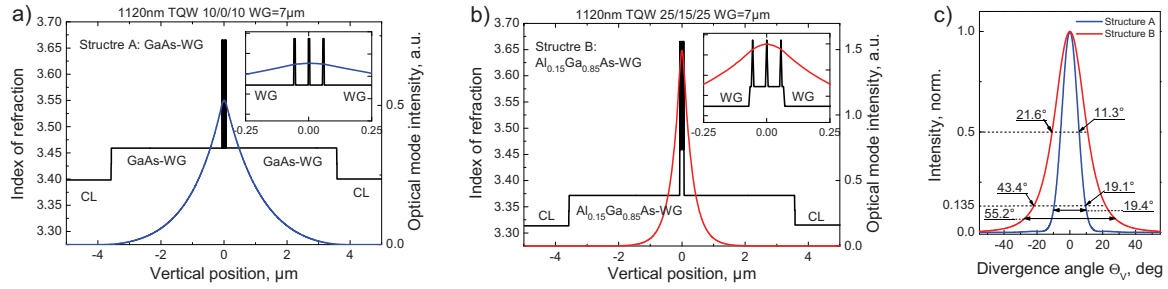 a)
1120nm TQW 10/0/10 WG=7µm
Structre A: GaAs-WG
Index of refraction
3.65
3.60
3.55
3.50
3.45
3.40
3.35
3.30
CL
GaAs-WG
GaAs-WG
CL
WG
WG
-0.25
0.00
0.25
0.5
0.0
Optical mode intensity, a.u.
-4
-2
0
2
4
Vertical position, µm
b)
1120nm TQW 25/15/25 WG=7µm
Structre B:
Al0.15Ga0.85As-WG
Index of refraction
3.65
3.60
3.55
3.50
3.45
3.40
3.35
3.30
CL
Al0.15Ga0.85As-WG
CL
WG
WG
-0.25
0.00
0.25
1.5
1.0
0.5
0.0
Optical mode intensity, a.u.
-4
-2
0
2
4
Vertical position, µm
c)
Structure A
Structure B
Intensity, norm.
1.0
0.5
0.135
0.0
21.6°
11.3°
43.4°
19.1°
55.2°
19.4°
-40
-20
0
20
40
Divergence angle ΘV, deg